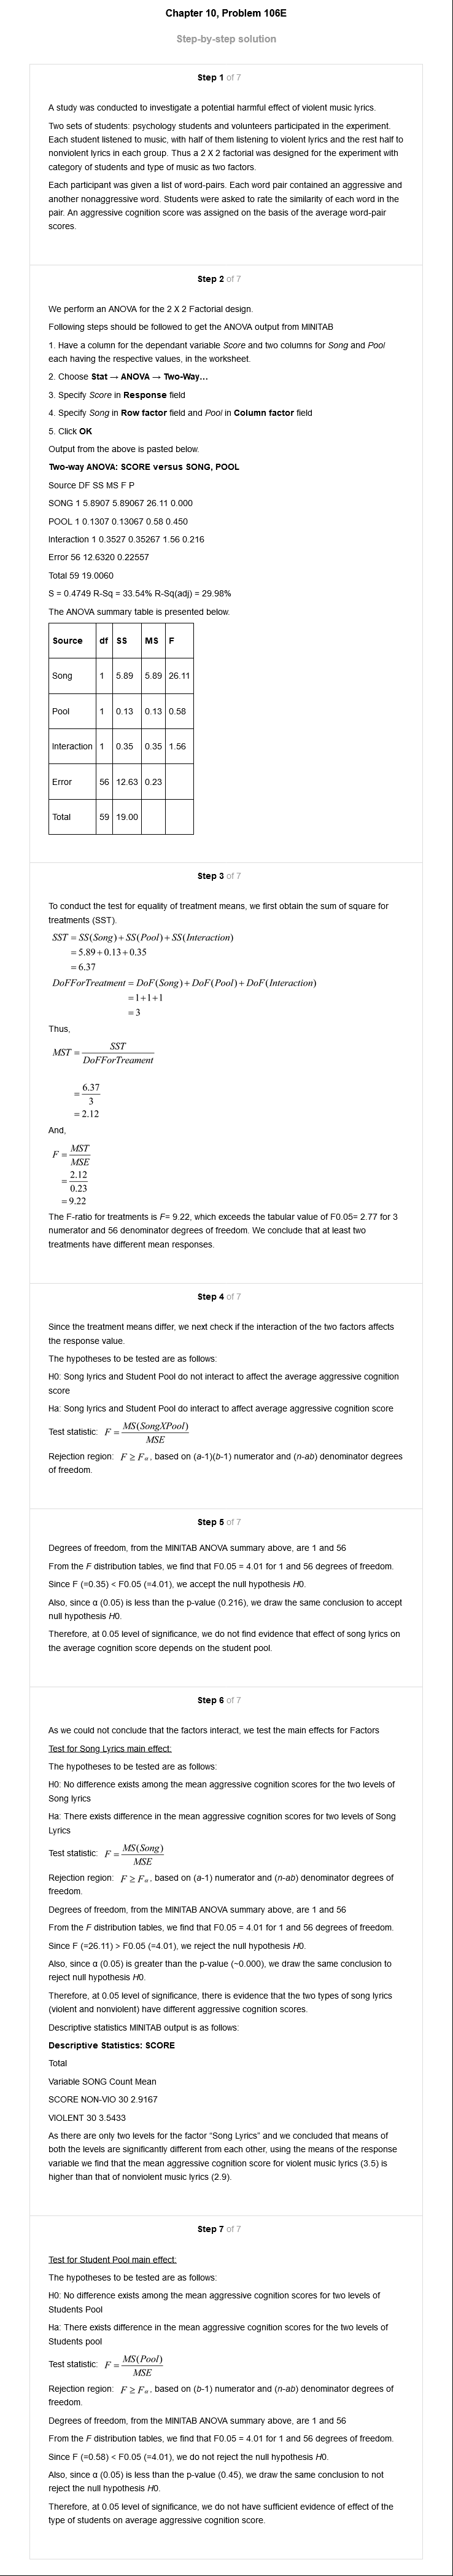 Chapter 10, Problem 106E
Step-by-step solution
Step 1 of 7
A study was conducted to investigate a potential harmful effect of violent music lyrics.
Two sets of students: psychology students and volunteers participated in the experiment.
Each student listened to music, with half of them listening to violent lyrics and the rest half to
nonviolent lyrics in each group. Thus a 2 X 2 factorial was designed for the experiment with
category of students and type of music as two factors.
Each participant was given a list of word-pairs. Each word pair contained an aggressive and
another nonaggressive word. Students were asked to rate the similarity of each word in the
pair. An aggressive cognition score was assigned on the basis of the average word-pair
scores.
Step 2 of 7
We perform an ANOVA for the 2 X 2 Factorial design.
Following steps should be followed to get the ANOVA output from MINITAB
1. Have a column for the dependant variable Score and two columns for Song and Pool
each having the respective values, in the worksheet.
2. Choose Stat → ANOVA → Two-Way...
3. Specify Score in Response field
4. Specify Song in Row factor field and Pool in Column factor field
5. Click OK
Output from the above is pasted below.
Two-way ANOVA: SCORE versus SONG, POOL
Source DF SS MS F P
SONG 1 5.8907 5.89067 26.11 0.000
POOL 1 0.1307 0.13067 0.58 0.450
Interaction 1 0.3527 0.35267 1.56 0.216
Error 56 12.6320 0.22557
Total 59 19.0060
S = 0.4749 R-Sq = 33.54% R-Sq(adj) = 29.98%
The ANOVA summary table is presented below.
Source df SS MS F
Song 1 5.89 5.89 26.11
Pool 1 0.13 0.13 0.58
Interaction 1 0.35 0.35 1.56
Error 56 12.63 0.23
Total 59 19.00
Step 3 of 7
To conduct the test for equality of treatment means, we first obtain the sum of square for
treatments (SST).
SST = SS(Song) + SS(Pool) + SS(Interaction)
= 5.89 + 0.13 + 0.35
= 6.37
DoFForTreatment = DoF(Song) + DoF(Pool) + DoF(Interaction)
= 1+1+1
= 3
Thus,
MST = SST / DoFForTreament
= 6.37 / 3
= 2.12
And,
F = MST / MSE
= 2.12 / 0.23
= 9.22
The F-ratio for treatments is F= 9.22, which exceeds the tabular value of F0.05= 2.77 for 3
numerator and 56 denominator degrees of freedom. We conclude that at least two
treatments have different mean responses.
Step 4 of 7
Since the treatment means differ, we next check if the interaction of the two factors affects
the response value.
The hypotheses to be tested are as follows:
H0: Song lyrics and Student Pool do not interact to affect the average aggressive cognition
score
Ha: Song lyrics and Student Pool do interact to affect average aggressive cognition score
Test statistic: F = MS(SongXPool) / MSE
Rejection region: F ≥ Fα, based on (a-1)(b-1) numerator and (n-ab) denominator degrees
of freedom.
Step 5 of 7
Degrees of freedom, from the MINITAB ANOVA summary above, are 1 and 56
From the F distribution tables, we find that F0.05 = 4.01 for 1 and 56 degrees of freedom.
Since F (=0.35) < F0.05 (=4.01), we accept the null hypothesis H0.
Also, since α (0.05) is less than the p-value (0.216), we draw the same conclusion to accept
null hypothesis H0.
Therefore, at 0.05 level of significance, we do not find evidence that effect of song lyrics on
the average cognition score depends on the student pool.
Step 6 of 7
As we could not conclude that the factors interact, we test the main effects for Factors
Test for Song Lyrics main effect:
The hypotheses to be tested are as follows:
H0: No difference exists among the mean aggressive cognition scores for the two levels of
Song lyrics
Ha: There exists difference in the mean aggressive cognition scores for two levels of Song
Lyrics
Test statistic: F = MS(Song) / MSE
Rejection region: F ≥ Fα, based on (a-1) numerator and (n-ab) denominator degrees of
freedom.
Degrees of freedom, from the MINITAB ANOVA summary above, are 1 and 56
From the F distribution tables, we find that F0.05 = 4.01 for 1 and 56 degrees of freedom.
Since F (=26.11) > F0.05 (=4.01), we reject the null hypothesis H0.
Also, since α (0.05) is greater than the p-value (~0.000), we draw the same conclusion to
reject null hypothesis H0.
Therefore, at 0.05 level of significance, there is evidence that the two types of song lyrics
(violent and nonviolent) have different aggressive cognition scores.
Descriptive statistics MINITAB output is as follows:
Descriptive Statistics: SCORE
Total
Variable SONG Count Mean
SCORE NON-VIO 30 2.9167
VIOLENT 30 3.5433
As there are only two levels for the factor “Song Lyrics” and we concluded that means of
both the levels are significantly different from each other, using the means of the response
variable we find that the mean aggressive cognition score for violent music lyrics (3.5) is
higher than that of nonviolent music lyrics (2.9).
Step 7 of 7
Test for Student Pool main effect:
The hypotheses to be tested are as follows:
H0: No difference exists among the mean aggressive cognition scores for two levels of
Students Pool
Ha: There exists difference in the mean aggressive cognition scores for the two levels of
Students pool
Test statistic: F = MS(Pool) / MSE
Rejection region: F ≥ Fα, based on (b-1) numerator and (n-ab) denominator degrees of
freedom.
Degrees of freedom, from the MINITAB ANOVA summary above, are 1 and 56
From the F distribution tables, we find that F0.05 = 4.01 for 1 and 56 degrees of freedom.
Since F (=0.58) < F0.05 (=4.01), we do not reject the null hypothesis H0.
Also, since α (0.05) is less than the p-value (0.45), we draw the same conclusion to not
reject the null hypothesis H0.
Therefore, at 0.05 level of significance, we do not have sufficient evidence of effect of the
type of students on average aggressive cognition score.